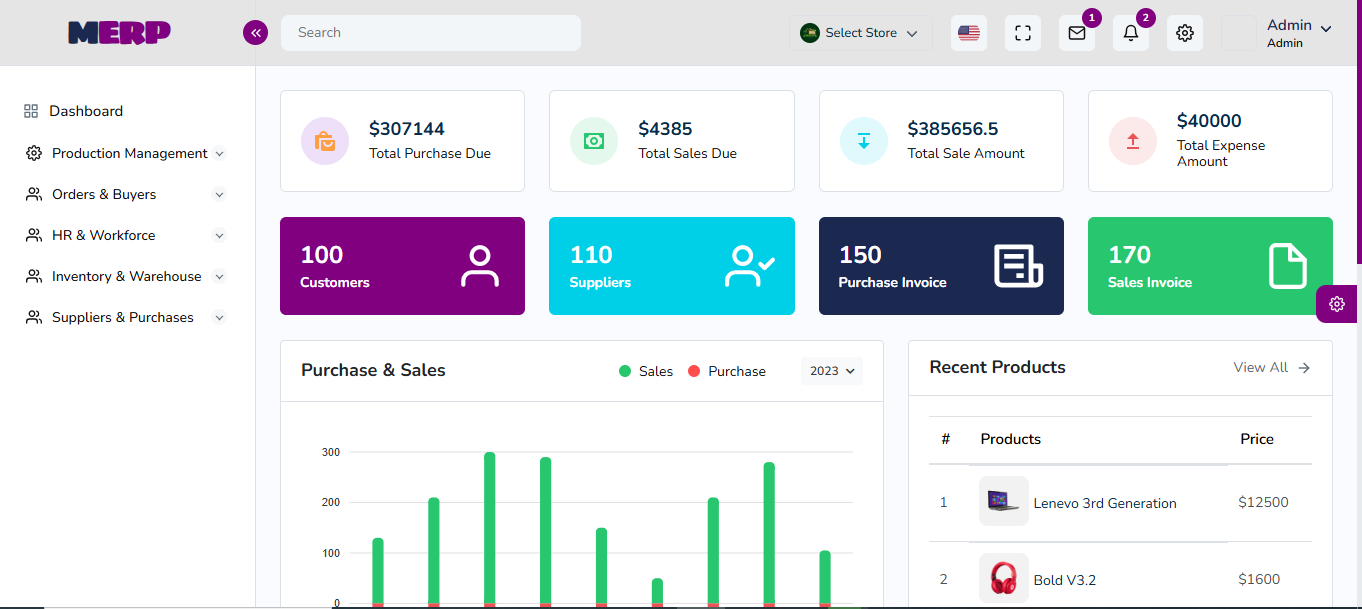 MERP
Search
Select Store
1
2
Admin
Admin
Dashboard
Production Management
Orders & Buyers
HR & Workforce
Inventory & Warehouse
Suppliers & Purchases
$307144
Total Purchase Due
$4385
Total Sales Due
$385656.5
Total Sale Amount
$40000
Total Expense
Amount
100
Customers
110
Suppliers
150
Purchase Invoice
170
Sales Invoice
Purchase & Sales
Sales
Purchase
2023
300
200
100
0
Recent Products
View All
# Products Price
1 Lenevo 3rd Generation $12500
2 Bold V3.2 $1600